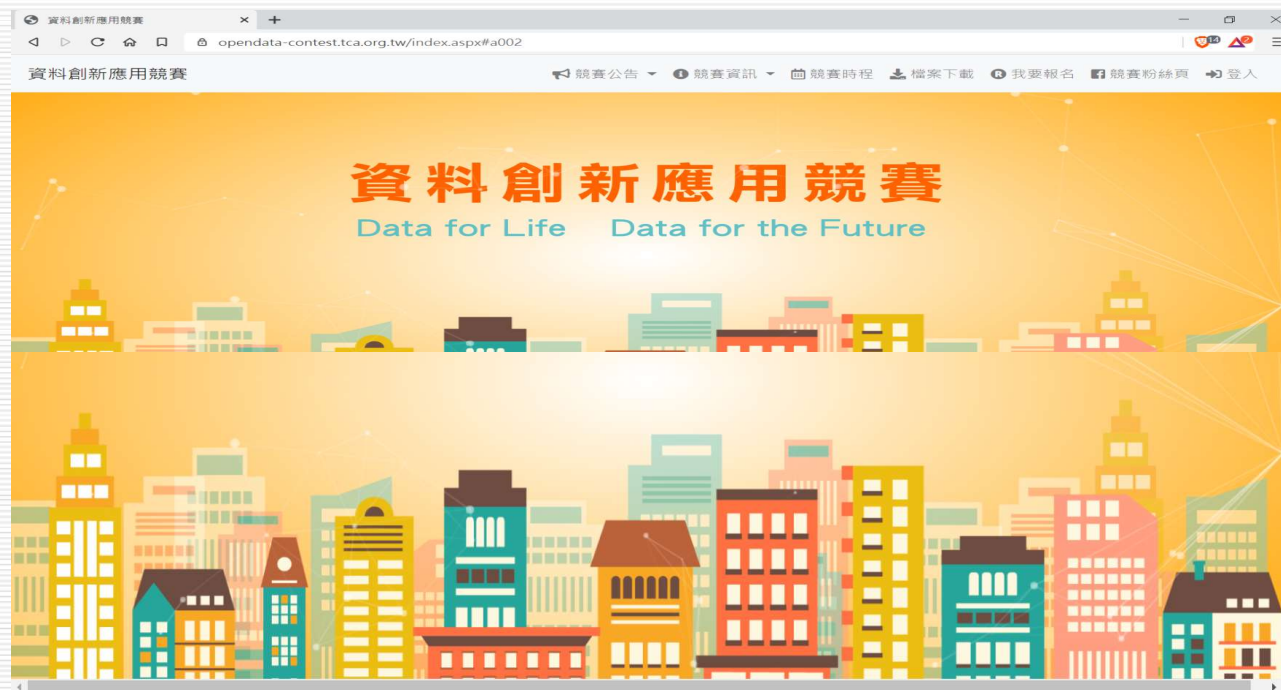 資料創新應用競賽
opendata-contest.tca.org.tw/index.aspx#a002
14 2
資料創新應用競賽 競賽公告 競賽資訊 競賽時程 檔案下載 我要報名 競賽粉絲頁 登入
資料創新應用競賽
Data for Life Data for the Future